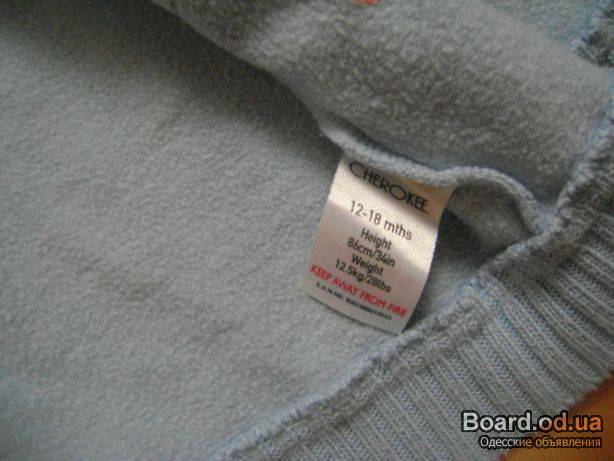 CHEROKEE
12-18 mths
Height
86cm/34in
Weight
12.5kg/28lbs
KEEP AWAY FROM FIRE
E.A.N. NO.
Board.od.ua
Одесские объявления